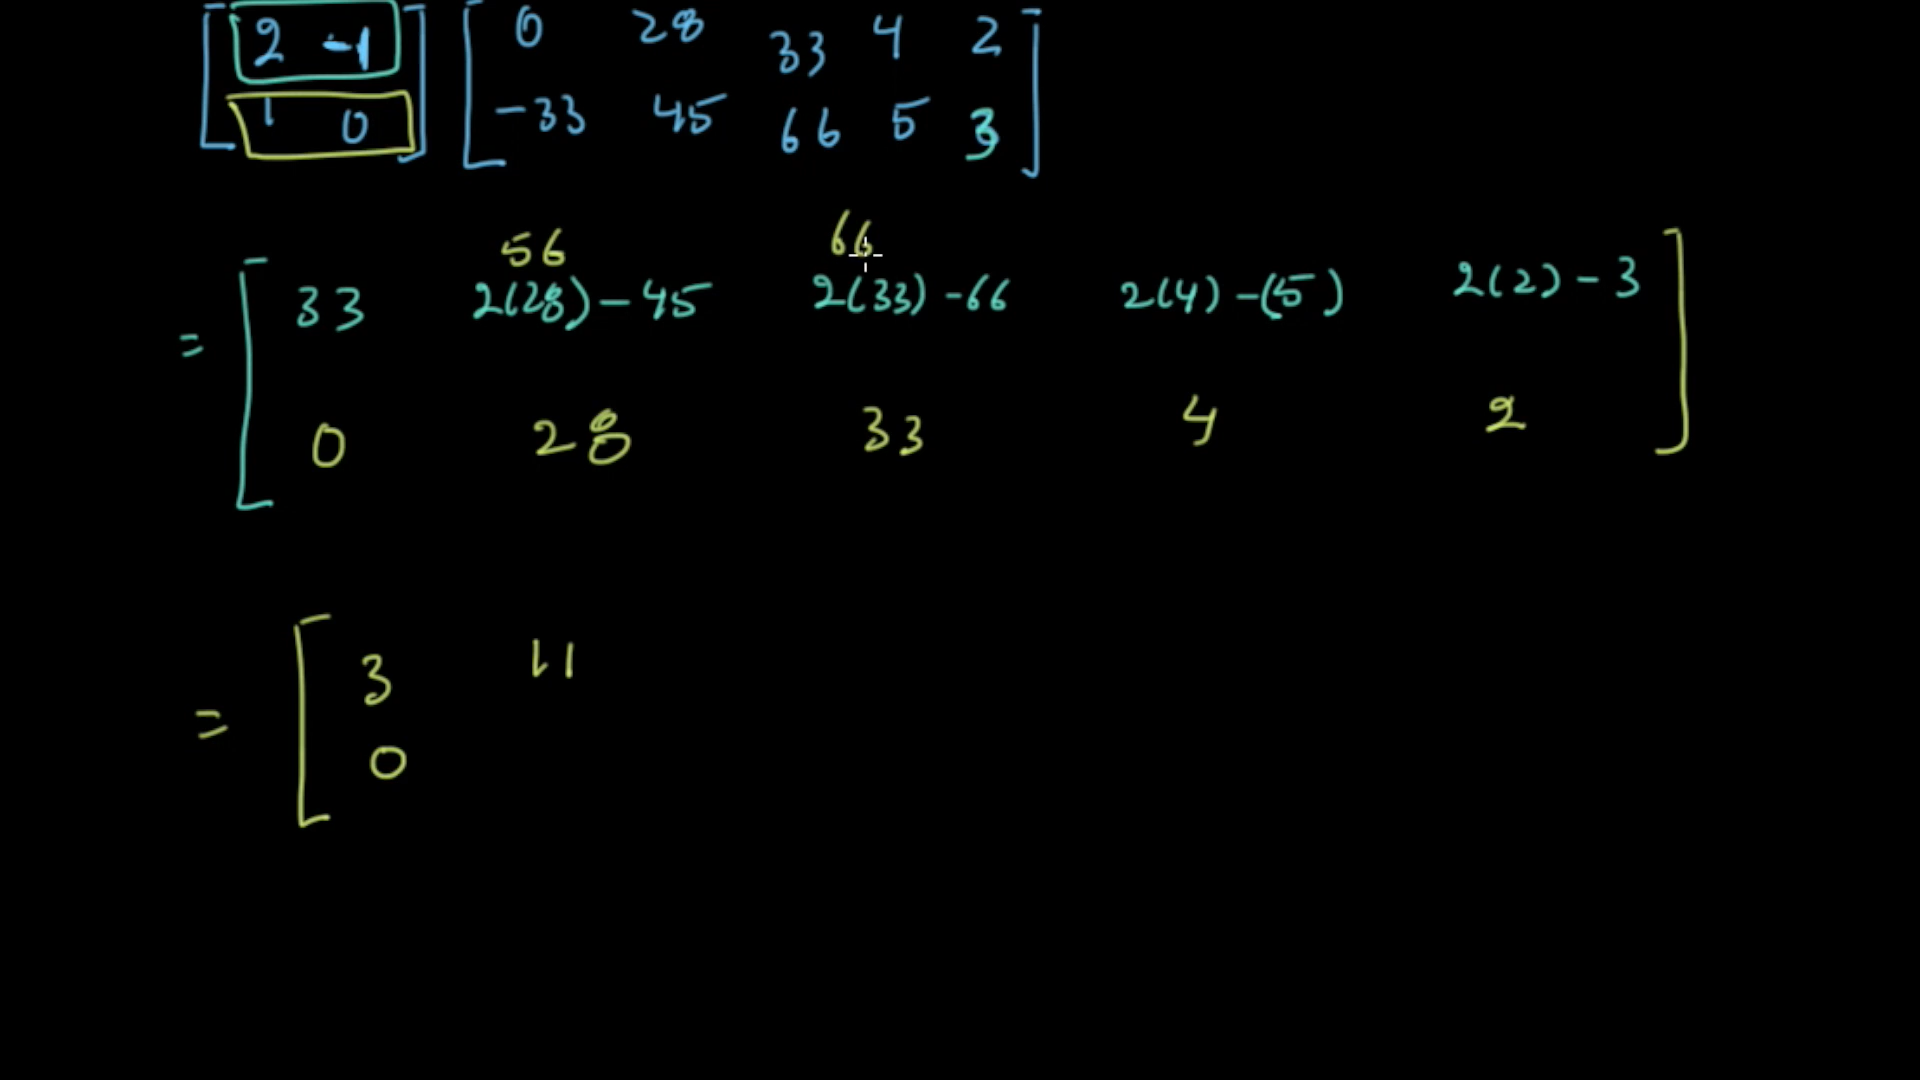 [ 2 -1 ] [ 0 28 33 4 2 ]
[ 1 0 ] [ -33 45 66 5 3 ]
56 66
= [ 33 2(28) - 45 2(33) - 66 2(4) - (5) 2(2) - 3 ]
0 28 33 4 2
= [ 3 11
0